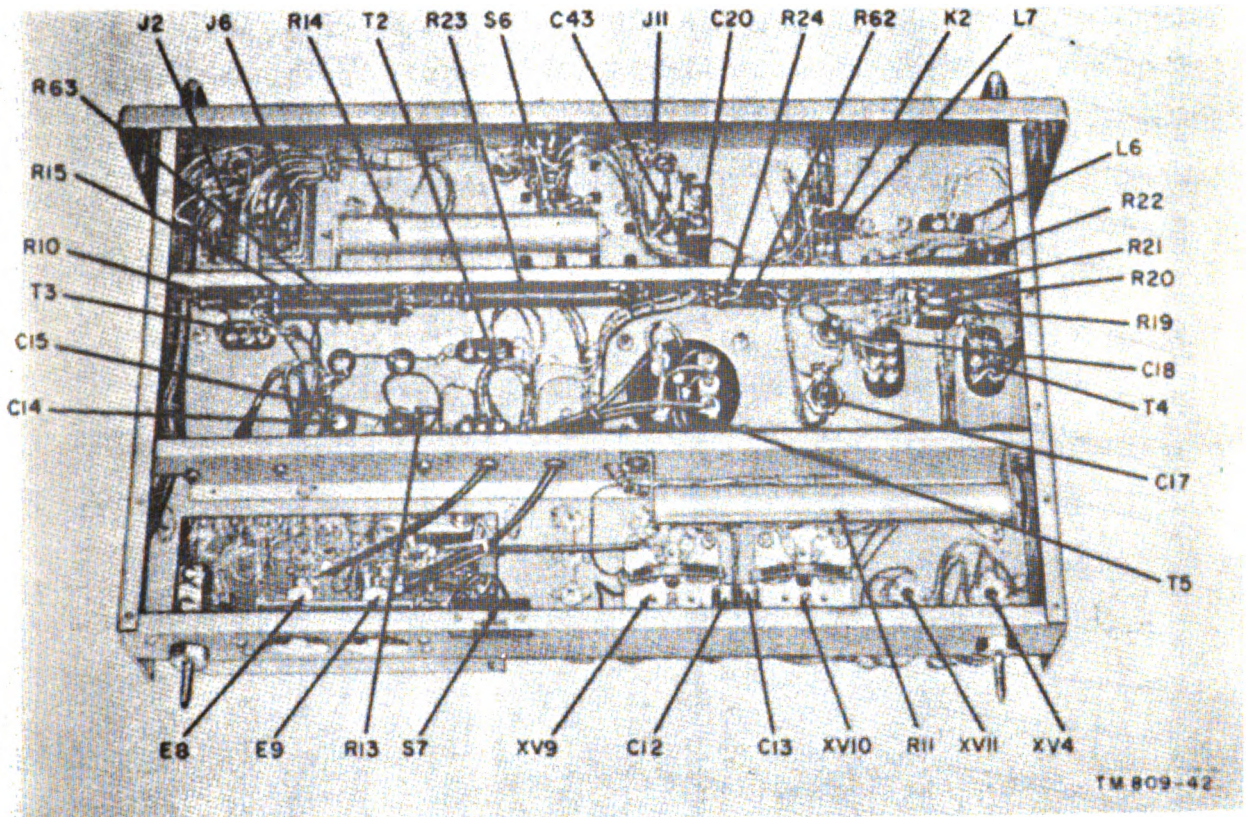 J2 J6 R14 T2 R23 S6 C43 J11 C20 R24 R62 K2 L7
R63
L6
R15
R22
R10
R21
T3
R20
C15
R19
C14
C18
T4
C17
T5
E8 E9 R13 S7 XV9 C12 C13 XV10 R11 XV11 XV4
TM 809-42